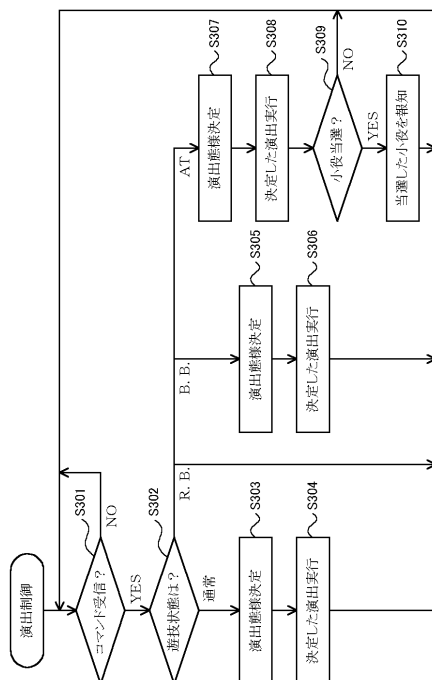 演出制御
コマンド受信？
S301
NO
YES
遊技状態は？
S302
通常
R. B.
B. B.
AT
演出態様決定
S303
決定した演出実行
S304
演出態様決定
S305
決定した演出実行
S306
演出態様決定
S307
決定した演出実行
S308
小役当選？
S309
NO
YES
当選した小役を報知
S310